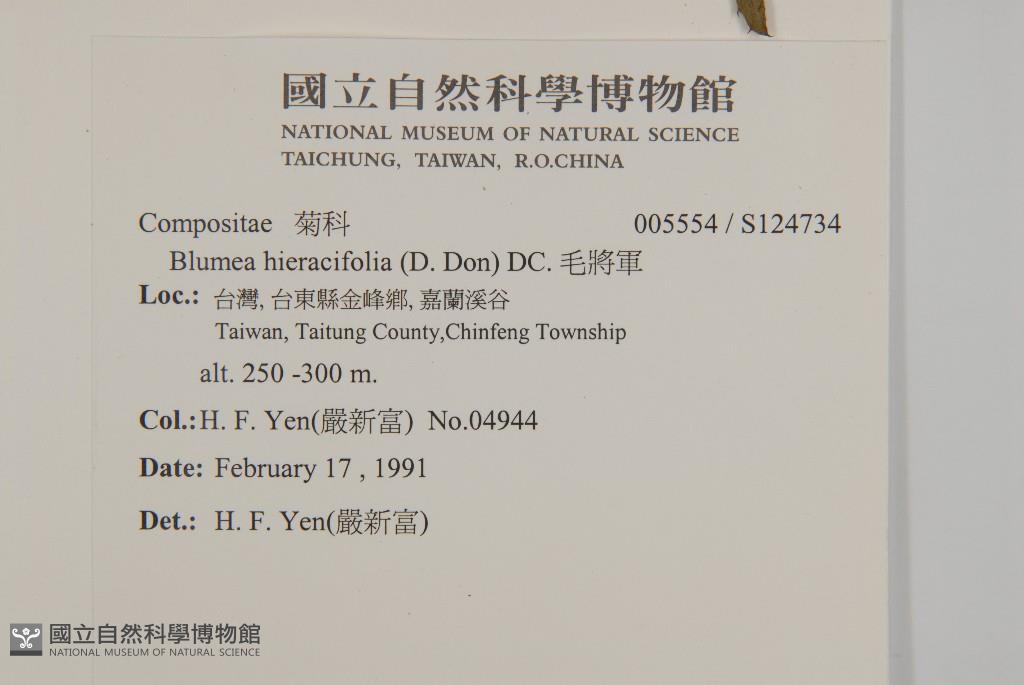 國立自然科學博物館
NATIONAL MUSEUM OF NATURAL SCIENCE
TAICHUNG, TAIWAN, R.O.CHINA
Compositae 菊科 005554 / S124734
Blumea hieracifolia (D. Don) DC. 毛將軍
Loc.: 台灣, 台東縣金峰鄉, 嘉蘭溪谷
Taiwan, Taitung County,Chinfeng Township
alt. 250 -300 m.
Col.: H. F. Yen(嚴新富) No.04944
Date: February 17 , 1991
Det.: H. F. Yen(嚴新富)
國立自然科學博物館
NATIONAL MUSEUM OF NATURAL SCIENCE